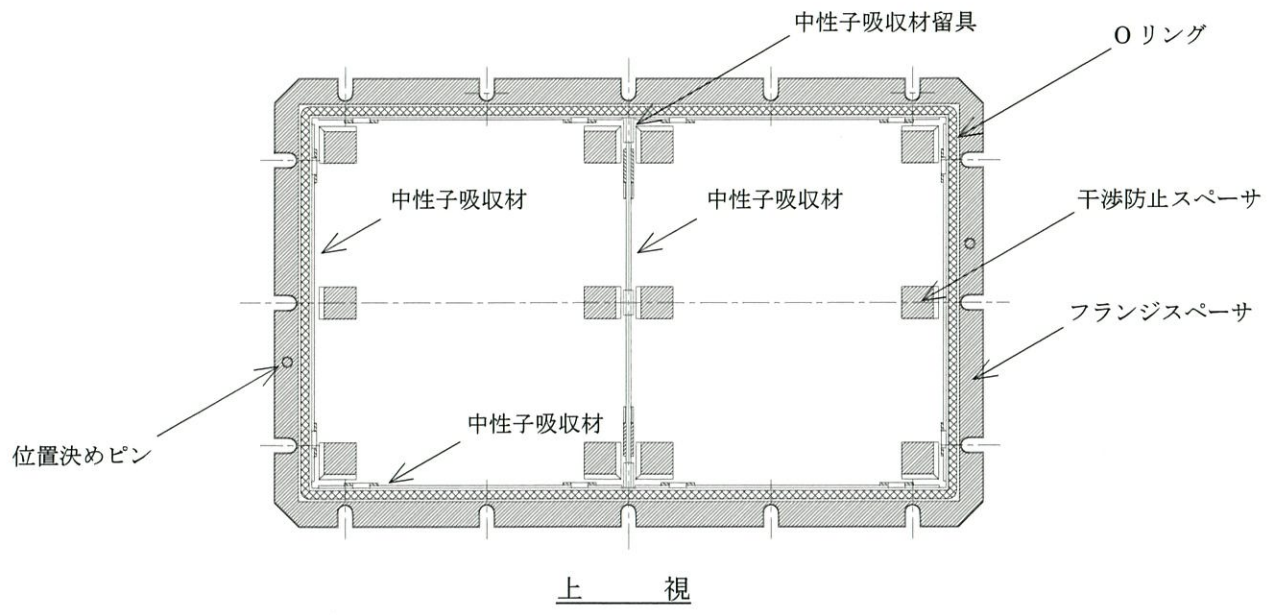 中性子吸収材留具
Oリング
中性子吸収材
中性子吸収材
干渉防止スペーサ
フランジスペーサ
中性子吸収材
位置決めピン
上 視